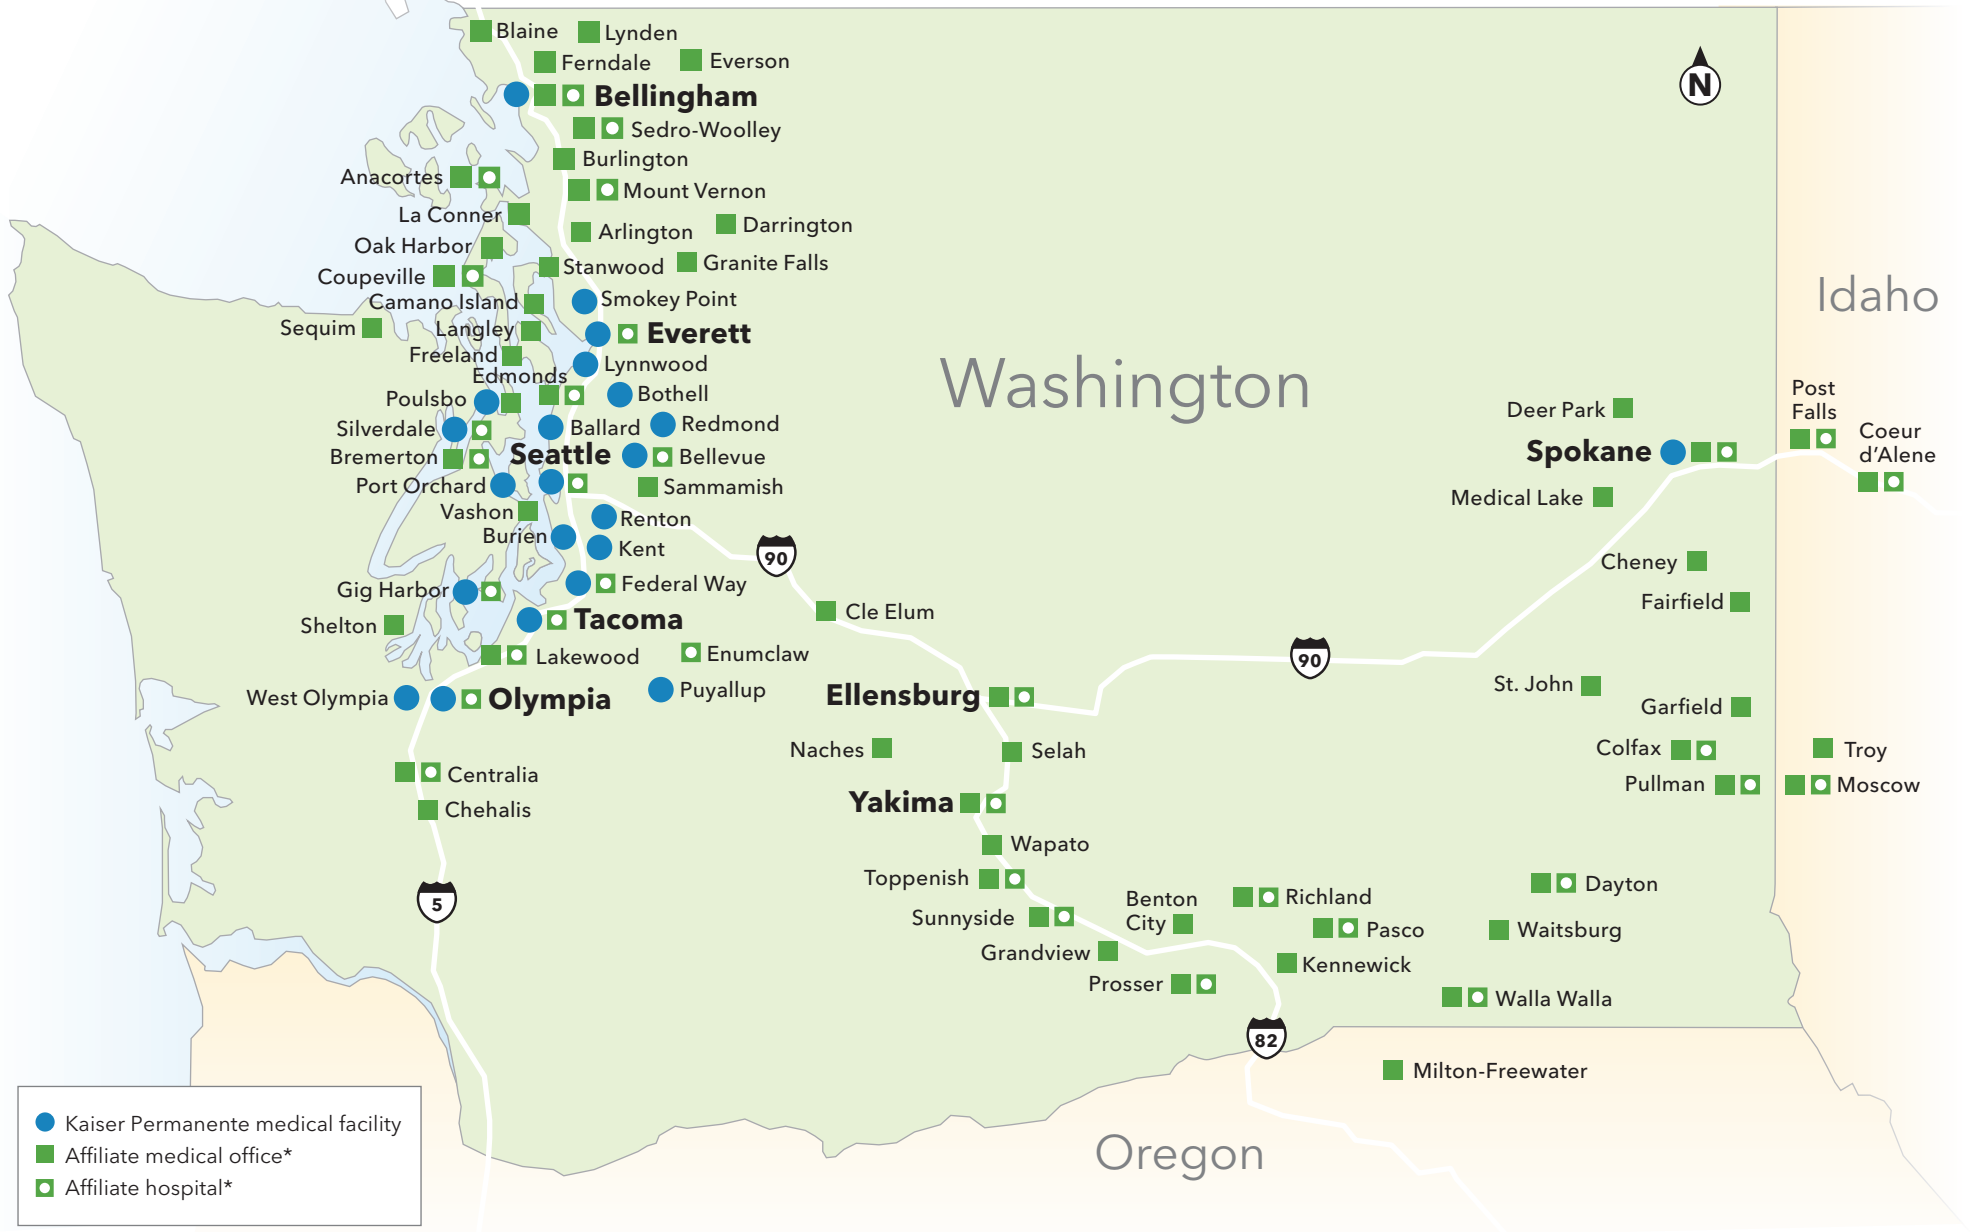 Blaine
Lynden
Ferndale
Everson
Bellingham
N
Sedro-Woolley
Burlington
Anacortes
Mount Vernon
La Conner
Arlington
Darrington
Oak Harbor
Stanwood
Granite Falls
Coupeville
Camano Island
Smokey Point
Idaho
Sequim
Langley
Everett
Freeland
Lynnwood
Edmonds
Washington
Poulsbo
Bothell
Post
Falls
Silverdale
Ballard
Redmond
Deer Park
Coeur
d'Alene
Bremerton
Seattle
Bellevue
Spokane
Port Orchard
Sammamish
Medical Lake
Vashon
Renton
Burien
Kent
90
Cheney
Gig Harbor
Federal Way
Fairfield
Shelton
Tacoma
Cle Elum
Lakewood
Enumclaw
90
West Olympia
Olympia
Puyallup
Ellensburg
St. John
Garfield
Naches
Selah
Colfax
Troy
Centralia
Pullman
Moscow
Chehalis
Yakima
Wapato
Toppenish
Dayton
5
Benton
City
Richland
Sunnyside
Pasco
Waitsburg
Grandview
Kennewick
Prosser
Walla Walla
82
Milton-Freewater
Oregon
Kaiser Permanente medical facility
Affiliate medical office*
Affiliate hospital*